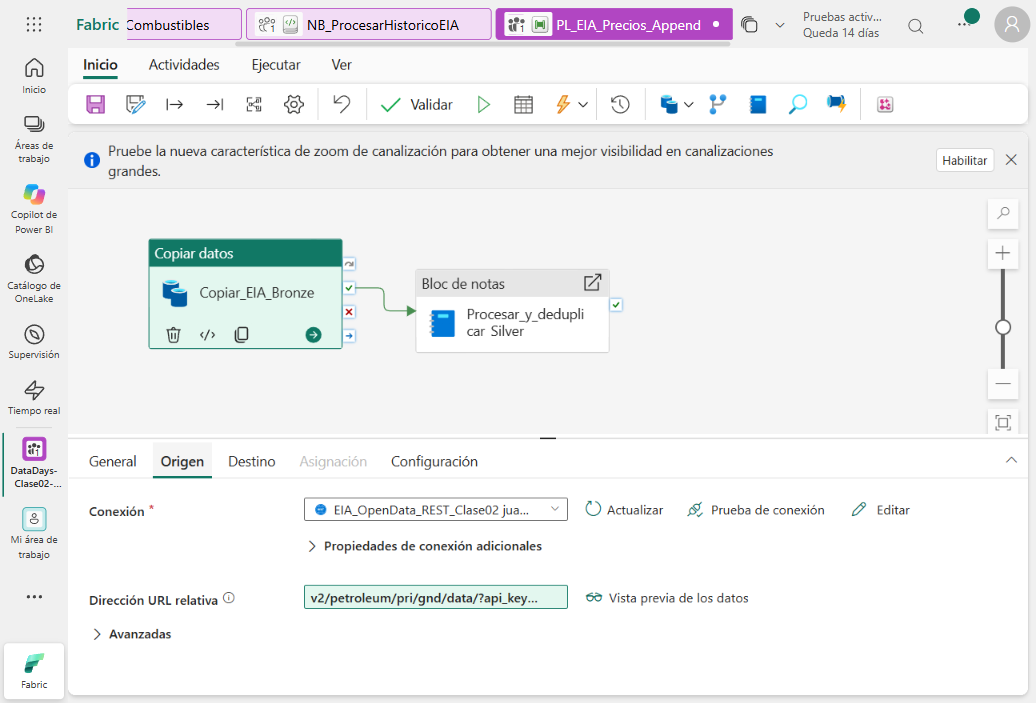 Fabric
Combustibles
NB_ProcesarHistoricoEIA
PL_EIA_Precios_Append
Pruebas activ...
Queda 14 días
Inicio
Actividades
Ejecutar
Ver
Validar
Pruebe la nueva característica de zoom de canalización para obtener una mejor visibilidad en canalizaciones
grandes.
Habilitar
Inicio
Áreas de
trabajo
Copilot de
Power BI
Catálogo de
OneLake
Supervisión
Tiempo real
DataDays-
Clase02-...
Mi área de
trabajo
Fabric
Copiar datos
Copiar_EIA_Bronze
Bloc de notas
Procesar_y_dedupli
car Silver
General
Origen
Destino
Asignación
Configuración
Conexión *
EIA_OpenData_REST_Clase02 jua...
Actualizar
Prueba de conexión
Editar
Propiedades de conexión adicionales
Dirección URL relativa
v2/petroleum/pri/gnd/data/?api_key...
Vista previa de los datos
Avanzadas